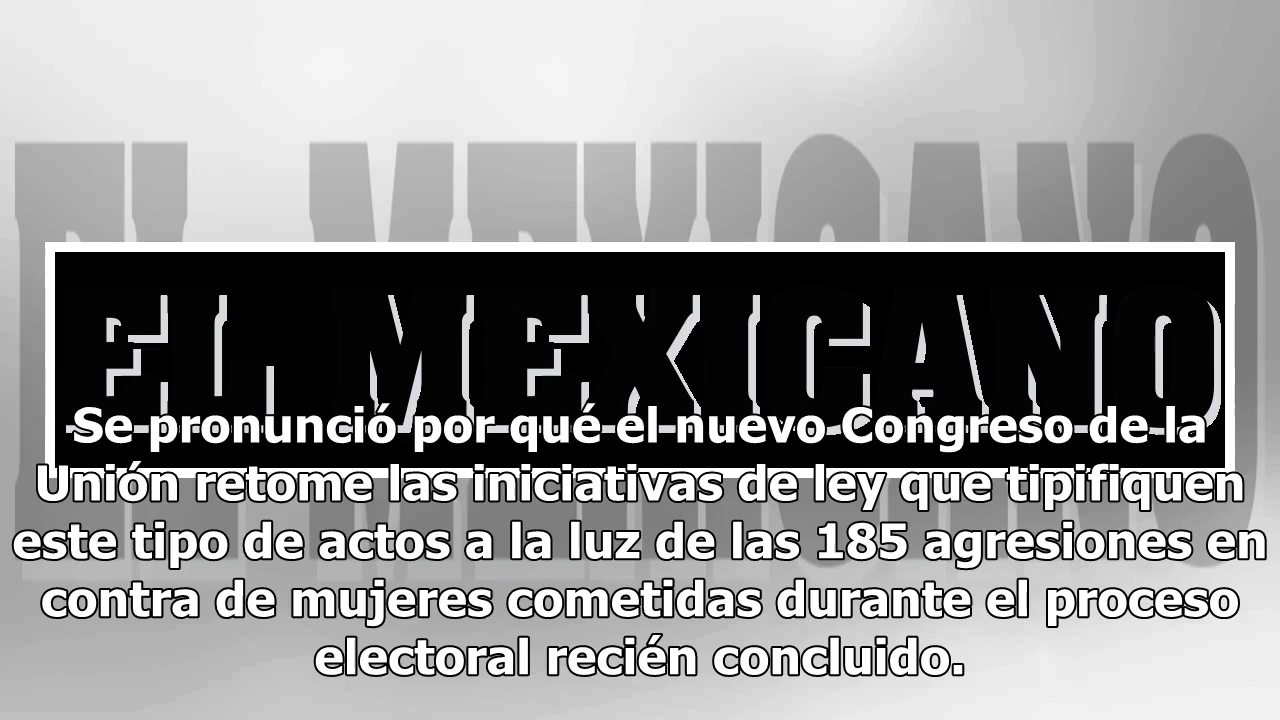 EL MEXICANO
EL MEXICANO
Se pronunció por qué el nuevo Congreso de la
Unión retome las iniciativas de ley que tipifiquen
este tipo de actos a la luz de las 185 agresiones en
contra de mujeres cometidas durante el proceso
electoral recién concluido.